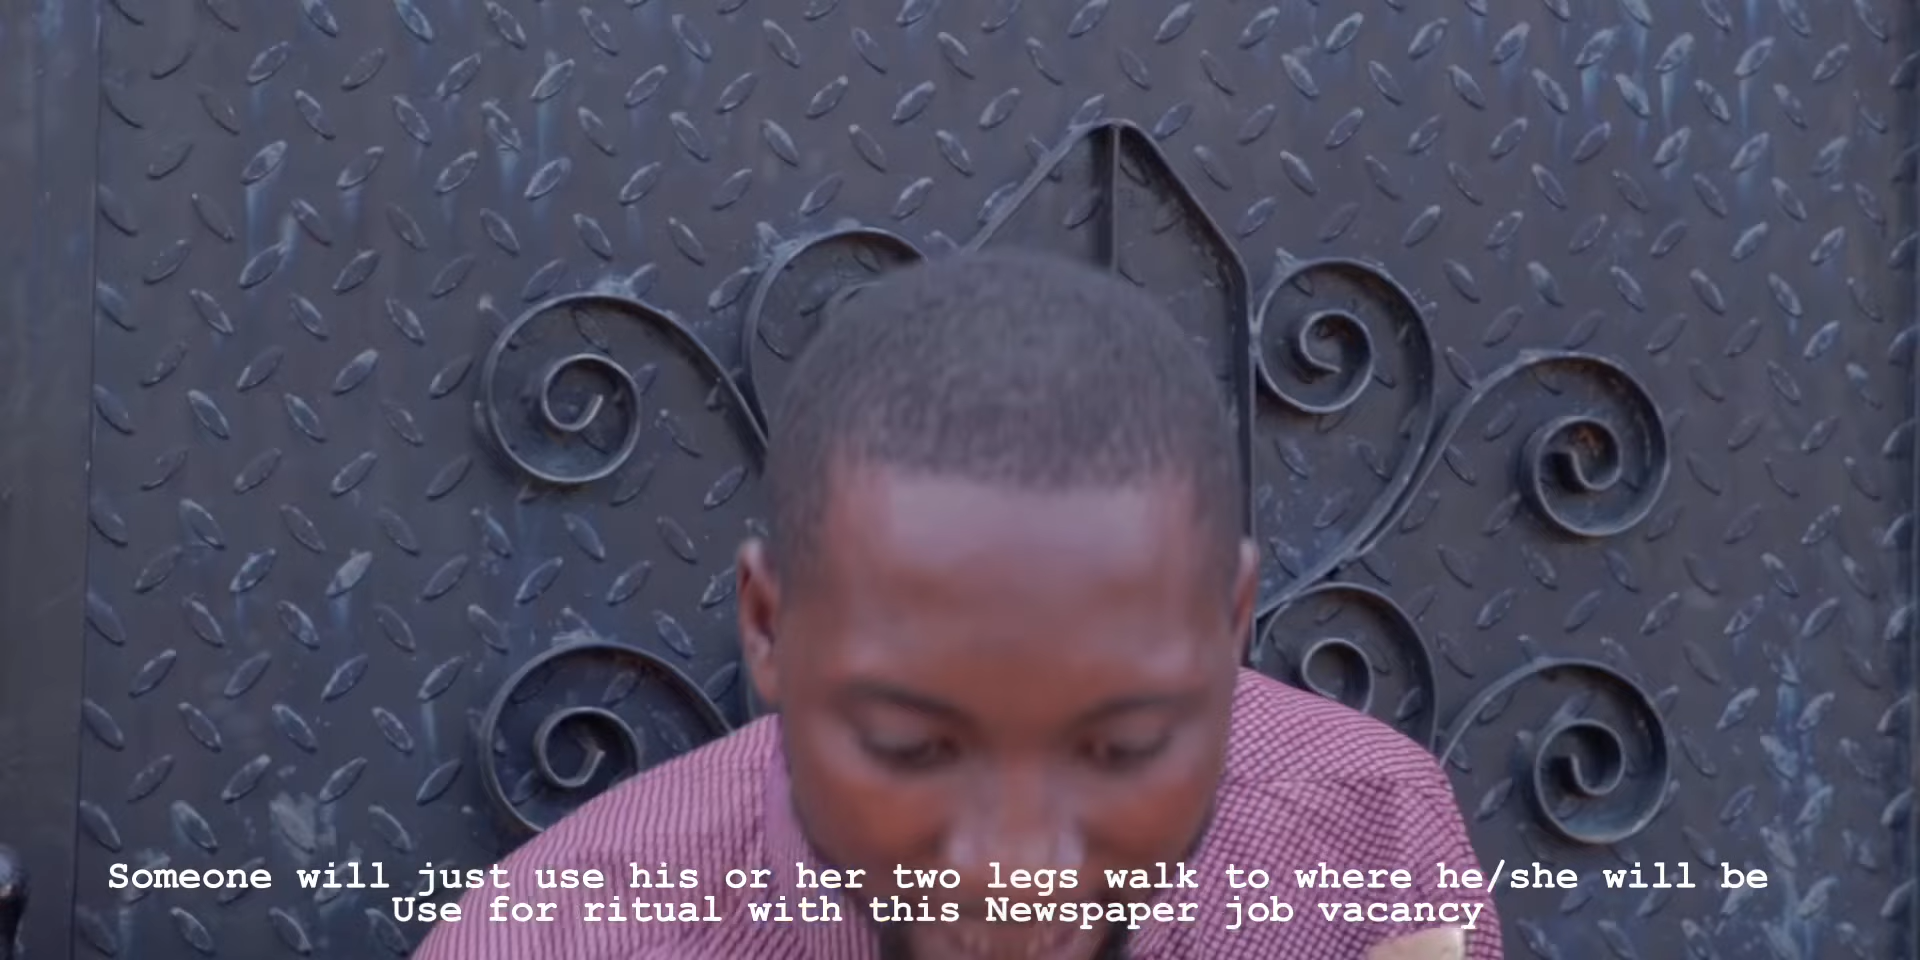 Someone will just use his or her two legs walk to where he/she will be
Use for ritual with this Newspaper job vacancy